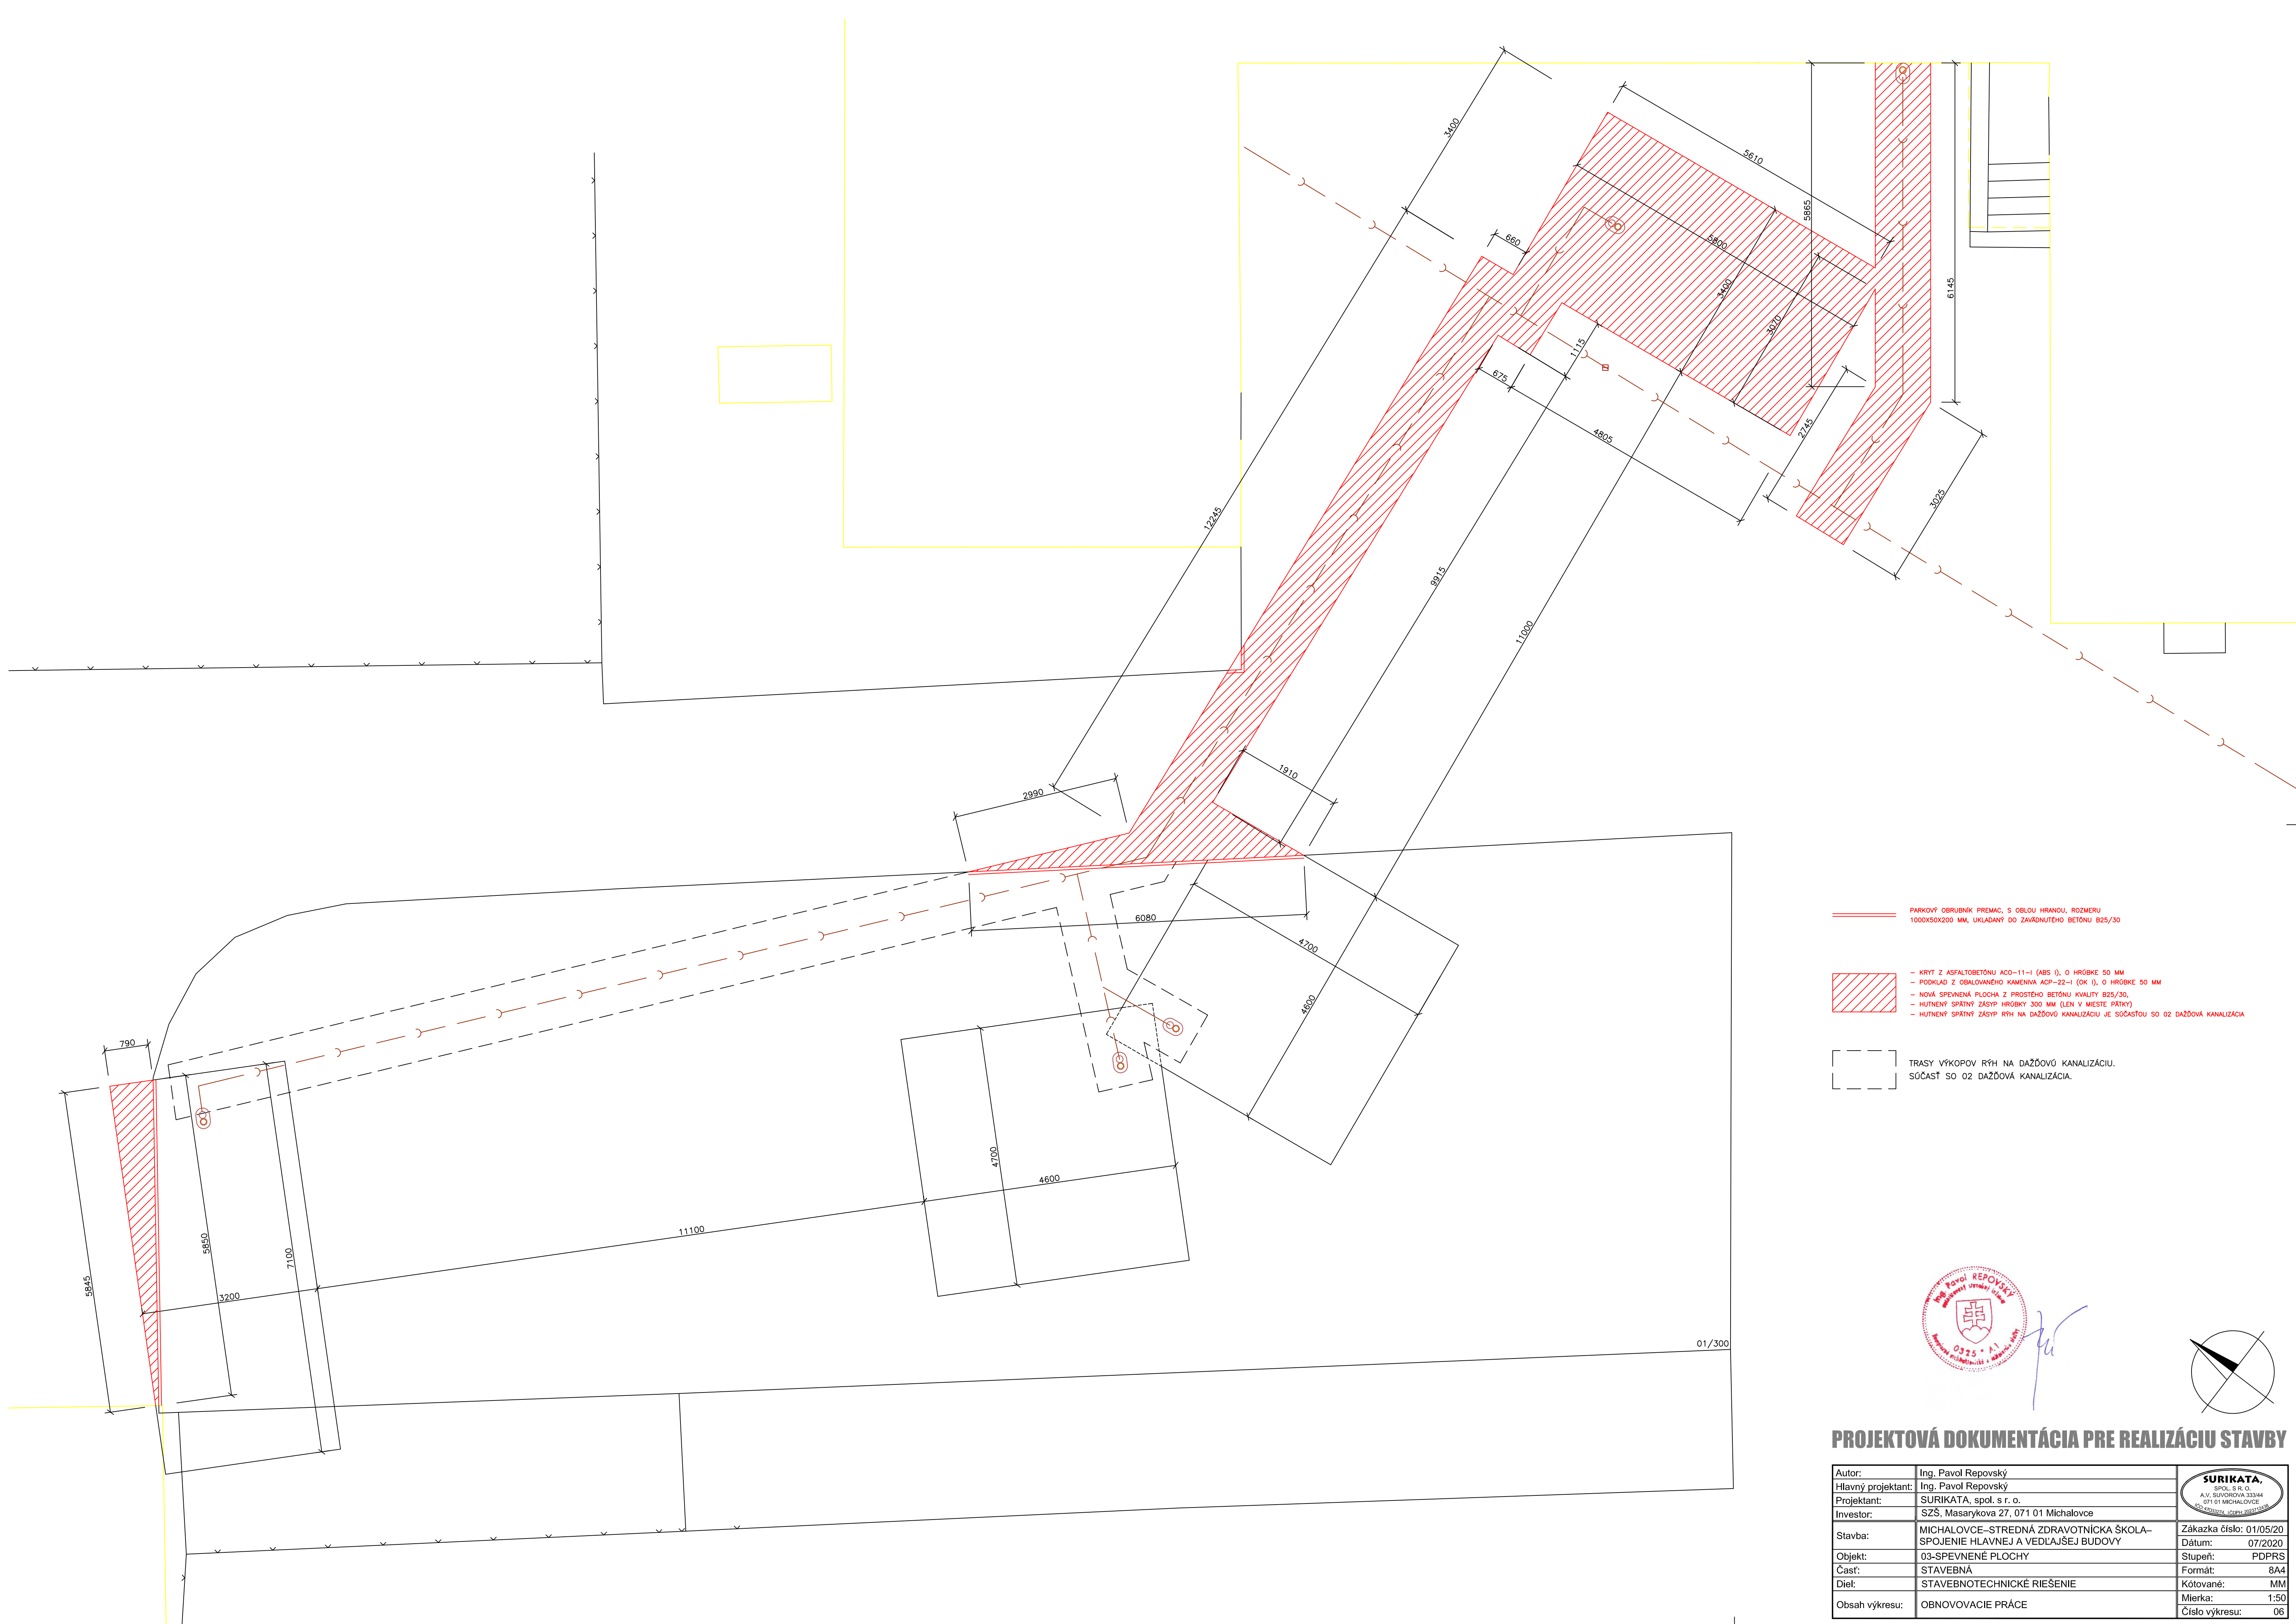 3400
5610
5865
660
5800
3400
6145
3070
1115
675
2745
4805
3025
12245
9915
11000
1910
2990
6080
4700
4600
790
5850
7100
5845
3200
11100
4700
4600
01/300
PARKOVÝ OBRUBNÍK PREMAC, S OBLOU HRANOU, ROZMERU
1000X50X200 MM, UKLADANÝ DO ZAVÄDNUTÉHO BETÓNU B25/30
– KRYT Z ASFALTOBETÓNU ACO–11–I (ABS I), O HRÚBKE 50 MM
– PODKLAD Z OBALOVANÉHO KAMENIVA ACP–22–I (OK I), O HRÚBKE 50 MM
– NOVÁ SPEVNENÁ PLOCHA Z PROSTÉHO BETÓNU KVALITY B25/30,
– HUTNENÝ SPÄTNÝ ZÁSYP HRÚBKY 300 MM (LEN V MIESTE PÄTKY)
– HUTNENÝ SPÄTNÝ ZÁSYP RÝH NA DAŽĎOVÚ KANALIZÁCIU JE SÚČASŤOU SO 02 DAŽĎOVÁ KANALIZÁCIA
TRASY VÝKOPOV RÝH NA DAŽĎOVÚ KANALIZÁCIU.
SÚČASŤ SO 02 DAŽĎOVÁ KANALIZÁCIA.
Ing. Pavol REPOVSKÝ
0325 * A1
PROJEKTOVÁ DOKUMENTÁCIA PRE REALIZÁCIU STAVBY
Autor: Ing. Pavol Repovský
Hlavný projektant: Ing. Pavol Repovský
Projektant: SURIKATA, spol. s r. o.
Investor: SZŠ, Masarykova 27, 071 01 Michalovce
SURIKATA,
SPOL. S R. O.
A.V. SUVOROVA 333/44
071 01 MICHALOVCE
Stavba: MICHALOVCE–STREDNÁ ZDRAVOTNÍCKA ŠKOLA–
SPOJENIE HLAVNEJ A VEDĽAJŠEJ BUDOVY
Zákazka číslo: 01/05/20
Dátum: 07/2020
Objekt: 03-SPEVNENÉ PLOCHY
Stupeň: PDPRS
Časť: STAVEBNÁ
Formát: 8A4
Diel: STAVEBNOTECHNICKÉ RIEŠENIE
Kótované: MM
Obsah výkresu: OBNOVOVACIE PRÁCE
Mierka: 1:50
Číslo výkresu: 06